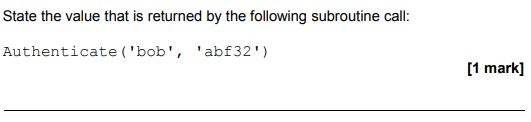 State the value that is returned by the following subroutine call:
Authenticate('bob', 'abf32')
[1 mark]